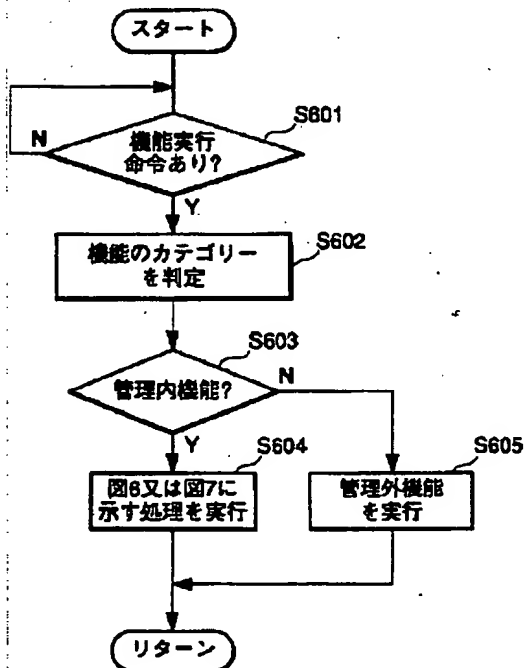 スタート
S601
N
機能実行
命令あり?
Y
S602
機能のカテゴリー
を判定
S603
管理内機能?
N
Y
S604
図6又は図7に
示す処理を実行
S605
管理外機能
を実行
リターン